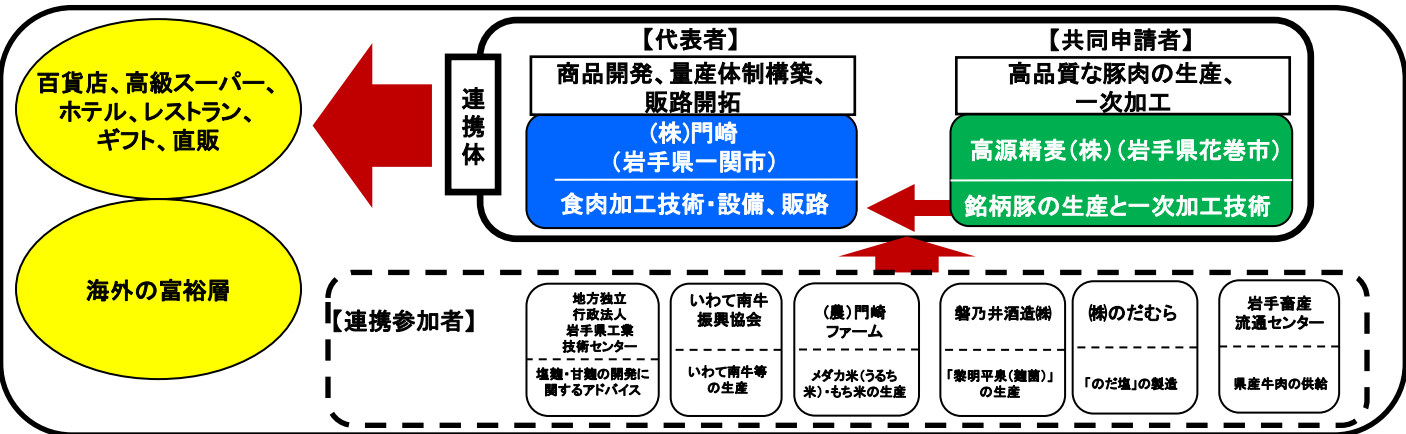 百貨店、高級スーパー、
ホテル、レストラン、
ギフト、直販
海外の富裕層
連携体
【代表者】
商品開発、量産体制構築、
販路開拓
(株)門崎
(岩手県一関市)
食肉加工技術・設備、販路
【共同申請者】
高品質な豚肉の生産、
一次加工
高源精麦(株)(岩手県花巻市)
銘柄豚の生産と一次加工技術
【連携参加者】
地方独立
行政法人
岩手県工業
技術センター
塩麹・甘麹の開発に
関するアドバイス
いわて南牛
振興協会
いわて南牛等
の生産
(農)門崎
ファーム
メダカ米(うるち
米)・もち米の生産
磐乃井酒造㈱
「黎明平泉(麹菌)」
の生産
㈱のだむら
「のだ塩」の製造
岩手畜産
流通センター
県産牛肉の供給